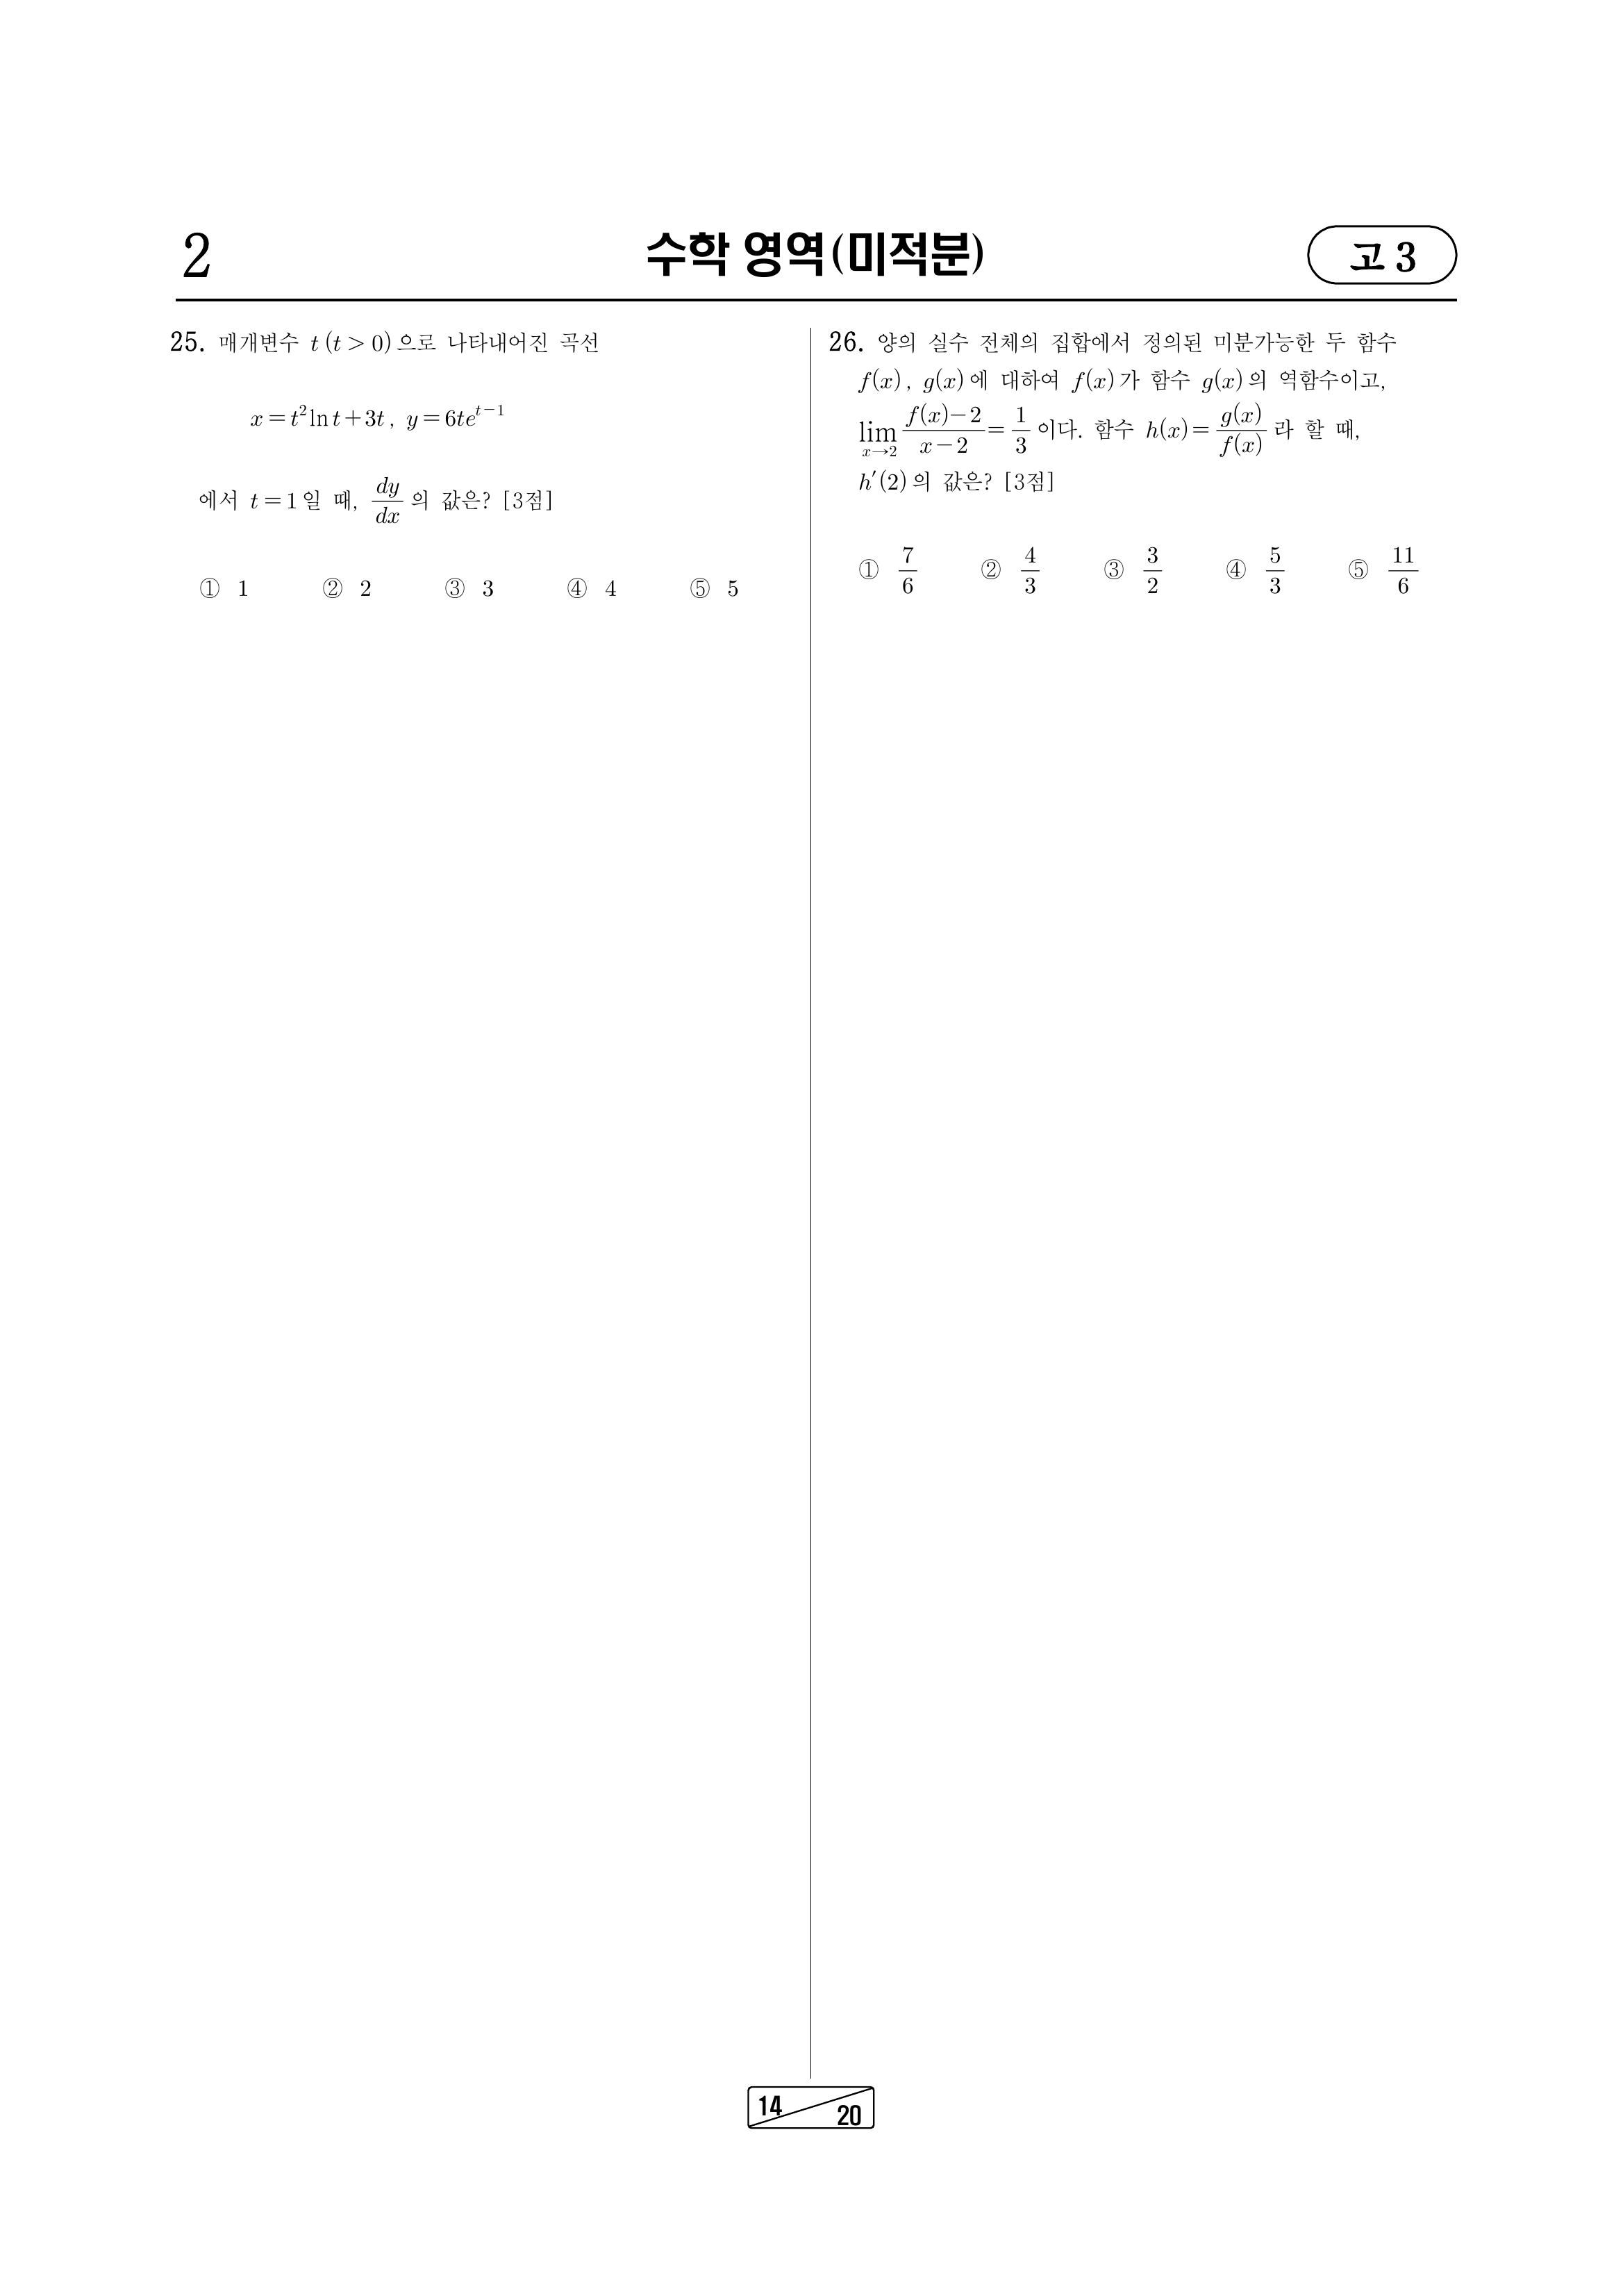 2
수학 영역(미적분)
고 3
25. 매개변수 t (t > 0)으로 나타내어진 곡선
x = t² ln t + 3t, y = 6te^{t-1}
에서 t = 1일 때, \frac{dy}{dx}의 값은? [3점]
① 1 ② 2 ③ 3 ④ 4 ⑤ 5
26. 양의 실수 전체의 집합에서 정의된 미분가능한 두 함수
f(x), g(x)에 대하여 f(x)가 함수 g(x)의 역함수이고,
\lim_{x→2} \frac{f(x)-2}{x-2} = \frac{1}{3}이다. 함수 h(x) = \frac{g(x)}{f(x)}라 할 때,
h′(2)의 값은? [3점]
① \frac{7}{6} ② \frac{4}{3} ③ \frac{3}{2} ④ \frac{5}{3} ⑤ \frac{11}{6}
14
20